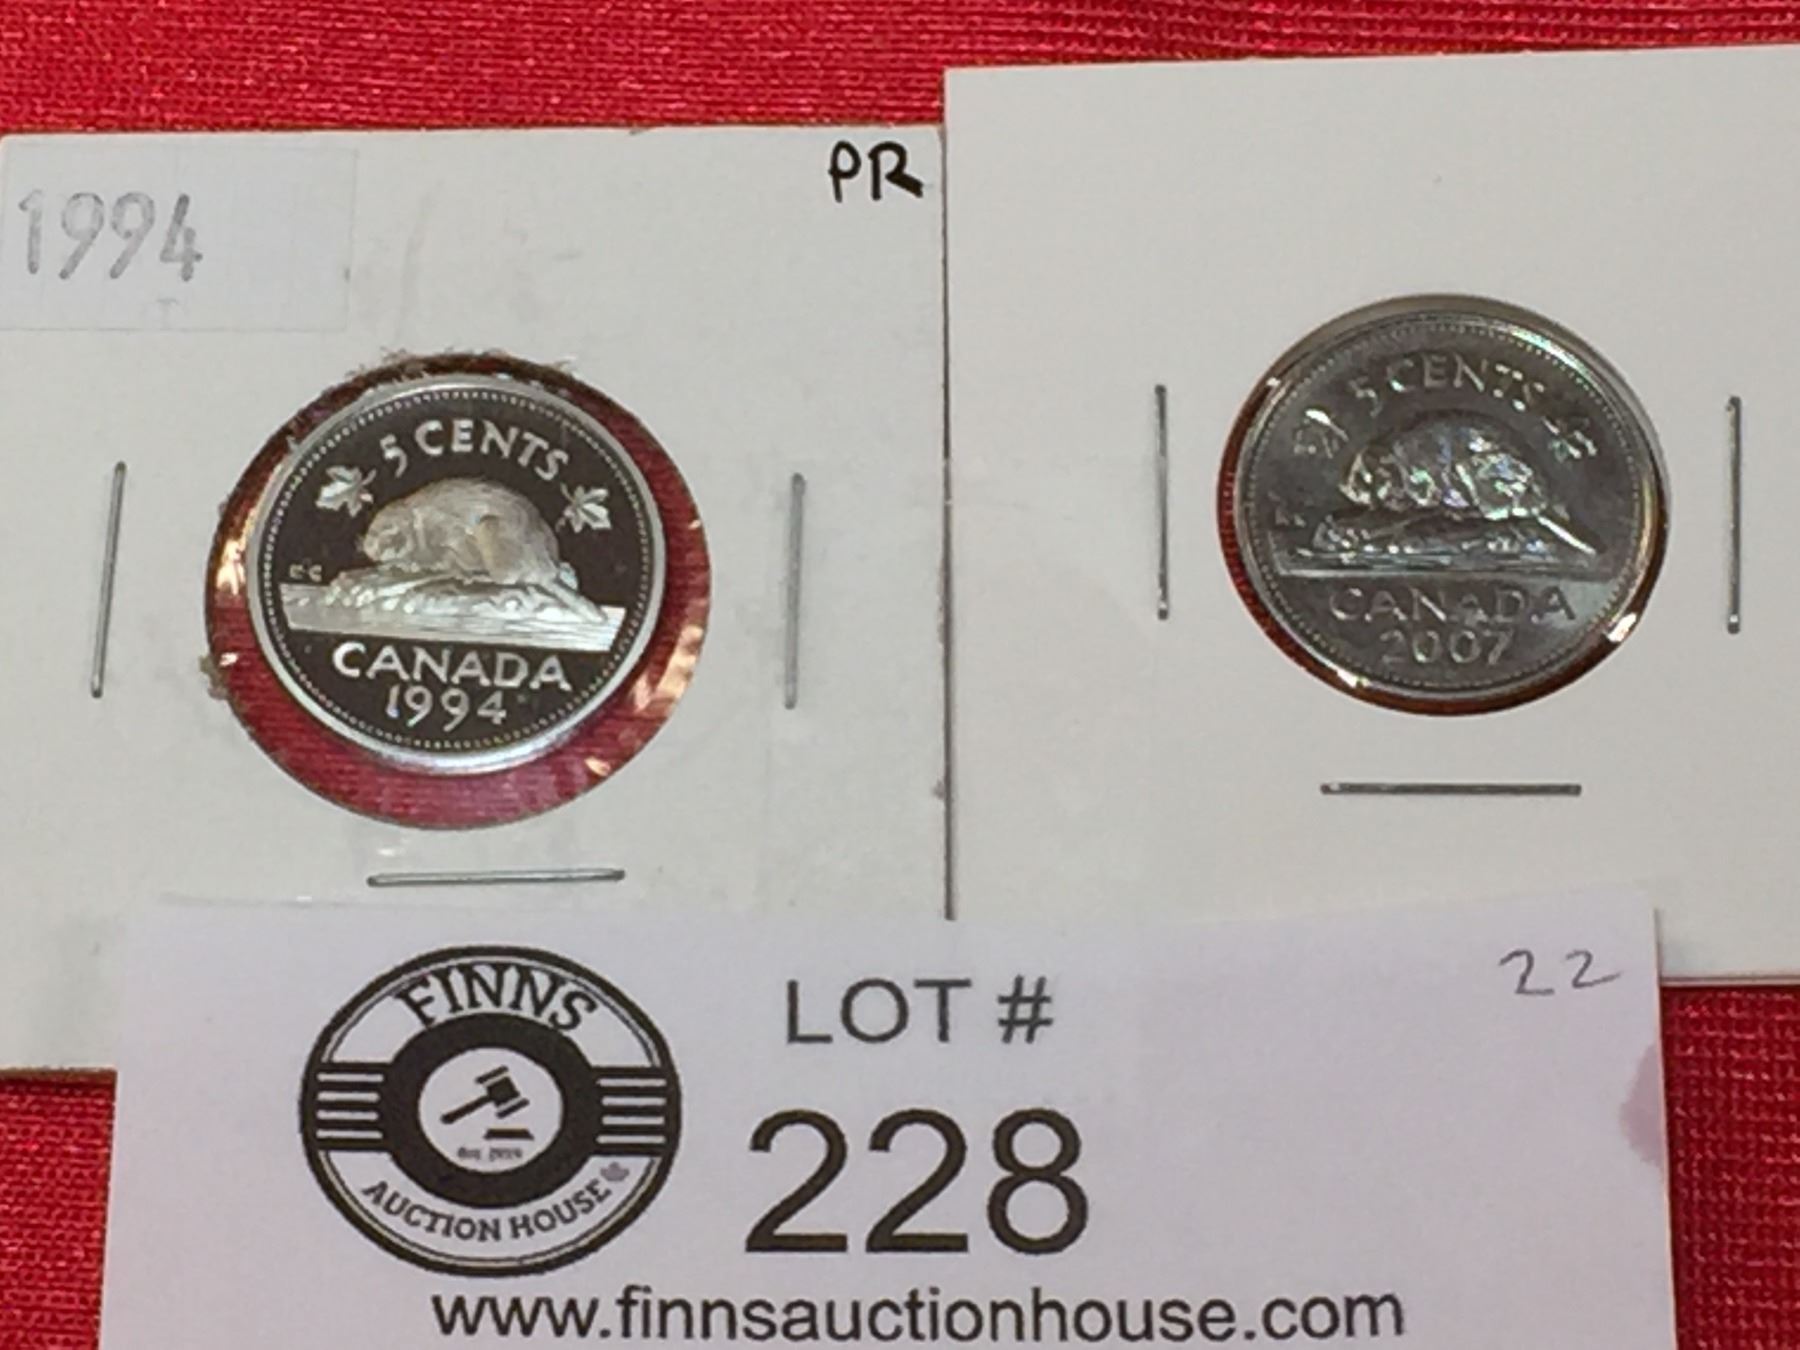 PR
1994
5 CENTS
CANADA
1994
5 CENTS
CANADA
2007
22
FINNS
AUCTION HOUSE
LOT #
228
www.finnsauctionhouse.com